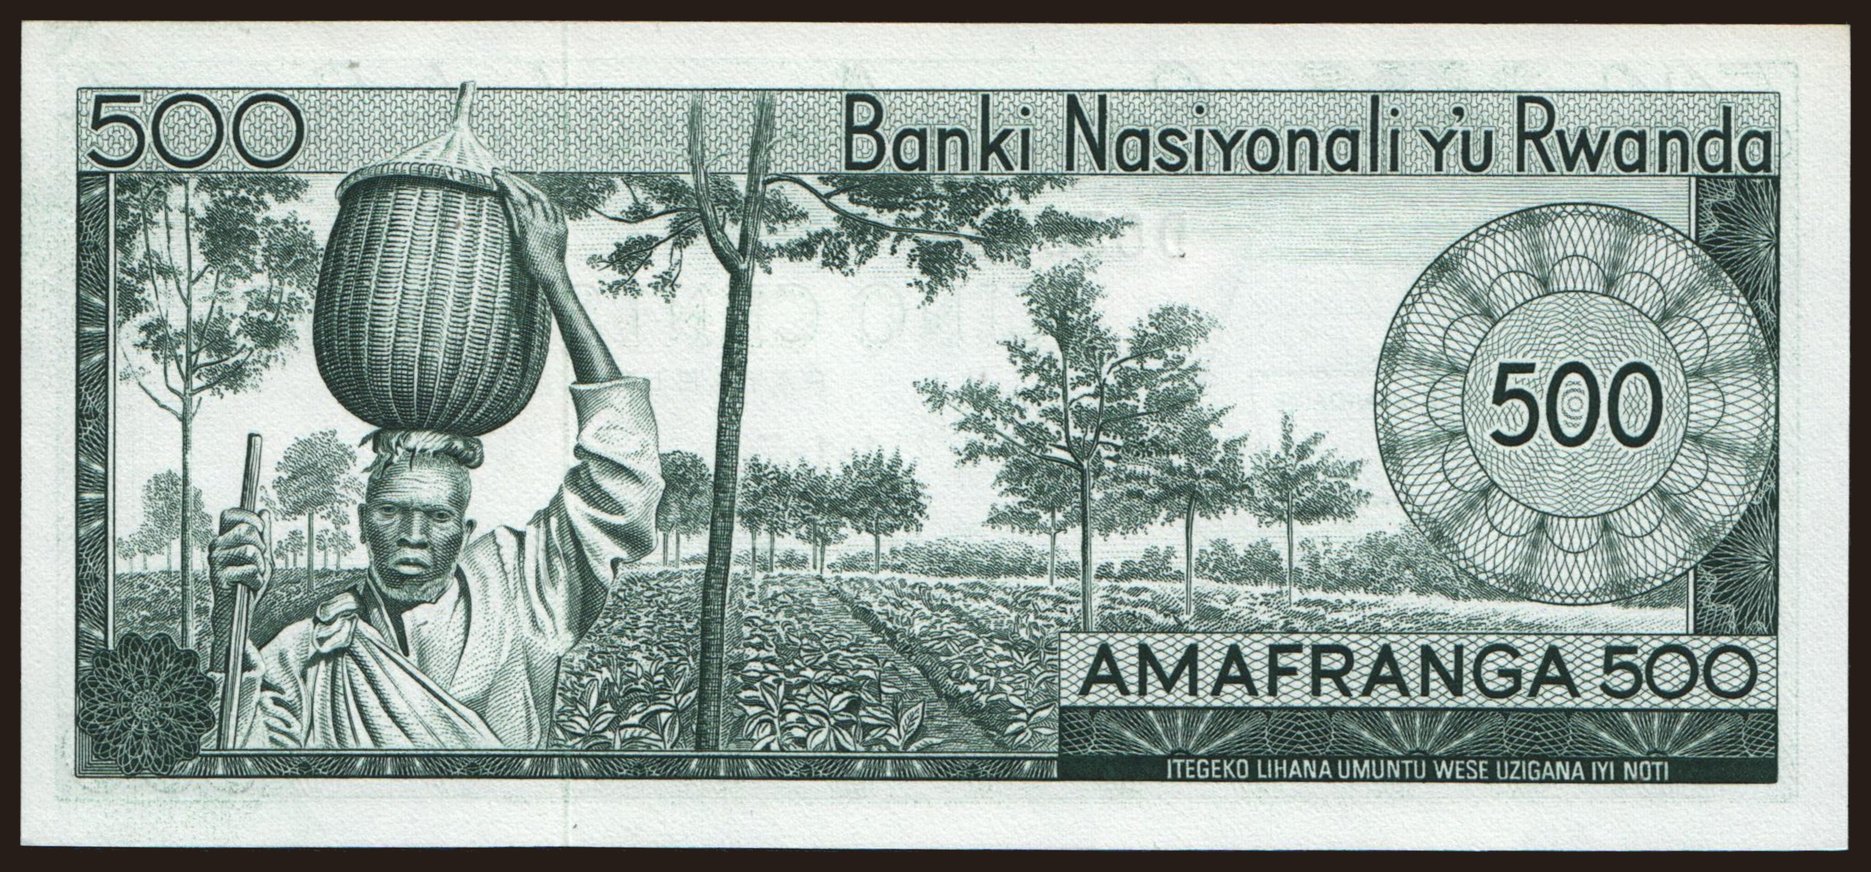 500
Banki Nasiyonali y'u Rwanda
500
AMAFRANGA 500
ITEGEKO LIHANA UMUNTU WESE UZIGANA IYI NOTI